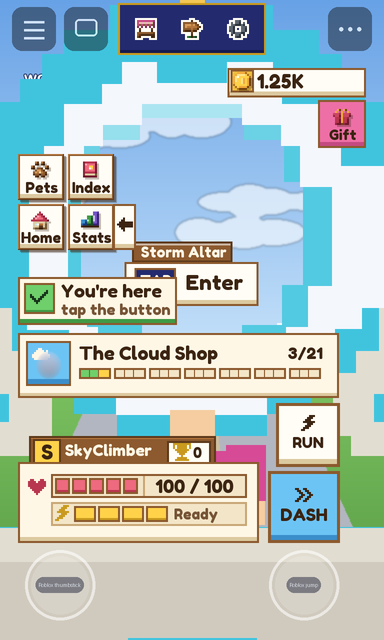 1.25K
Gift
Pets
Index
Home
Stats
Storm Altar
Enter
You're here
tap the button
The Cloud Shop
3/21
RUN
S
SkyClimber
0
100 / 100
Ready
DASH
Roblox thumbstick
Roblox jump